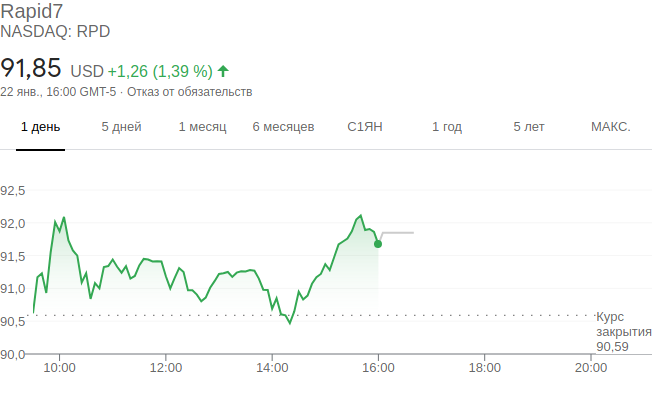 Rapid7
NASDAQ: RPD
91,85 USD +1,26 (1,39 %)
22 янв., 16:00 GMT-5 · Отказ от обязательств
1 день 5 дней 1 месяц 6 месяцев С1ЯН 1 год 5 лет МАКС.
92,5
92,0
91,5
91,0
90,5
Курс
закрытия
90,59
90,0
10:00 12:00 14:00 16:00 18:00 20:00